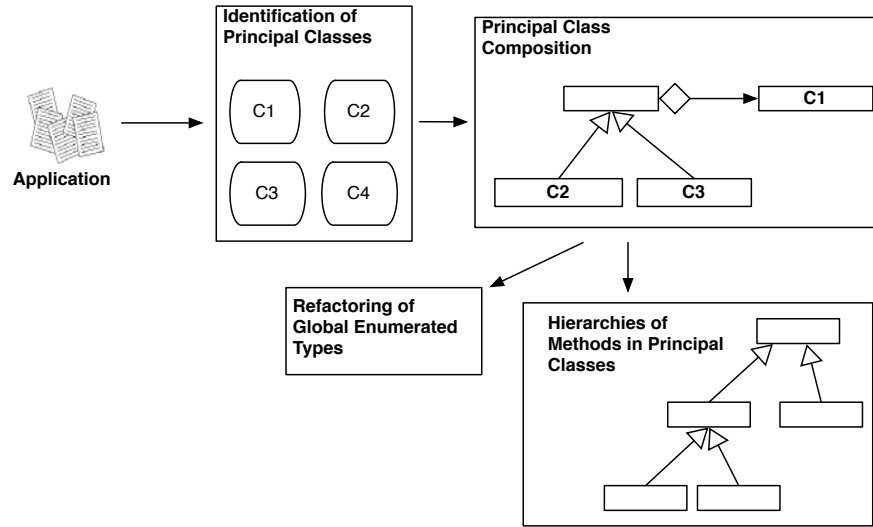 Application
Identification of
Principal Classes
C1
C2
C3
C4
Principal Class
Composition
C1
C2
C3
Refactoring of
Global Enumerated
Types
Hierarchies of
Methods in Principal
Classes